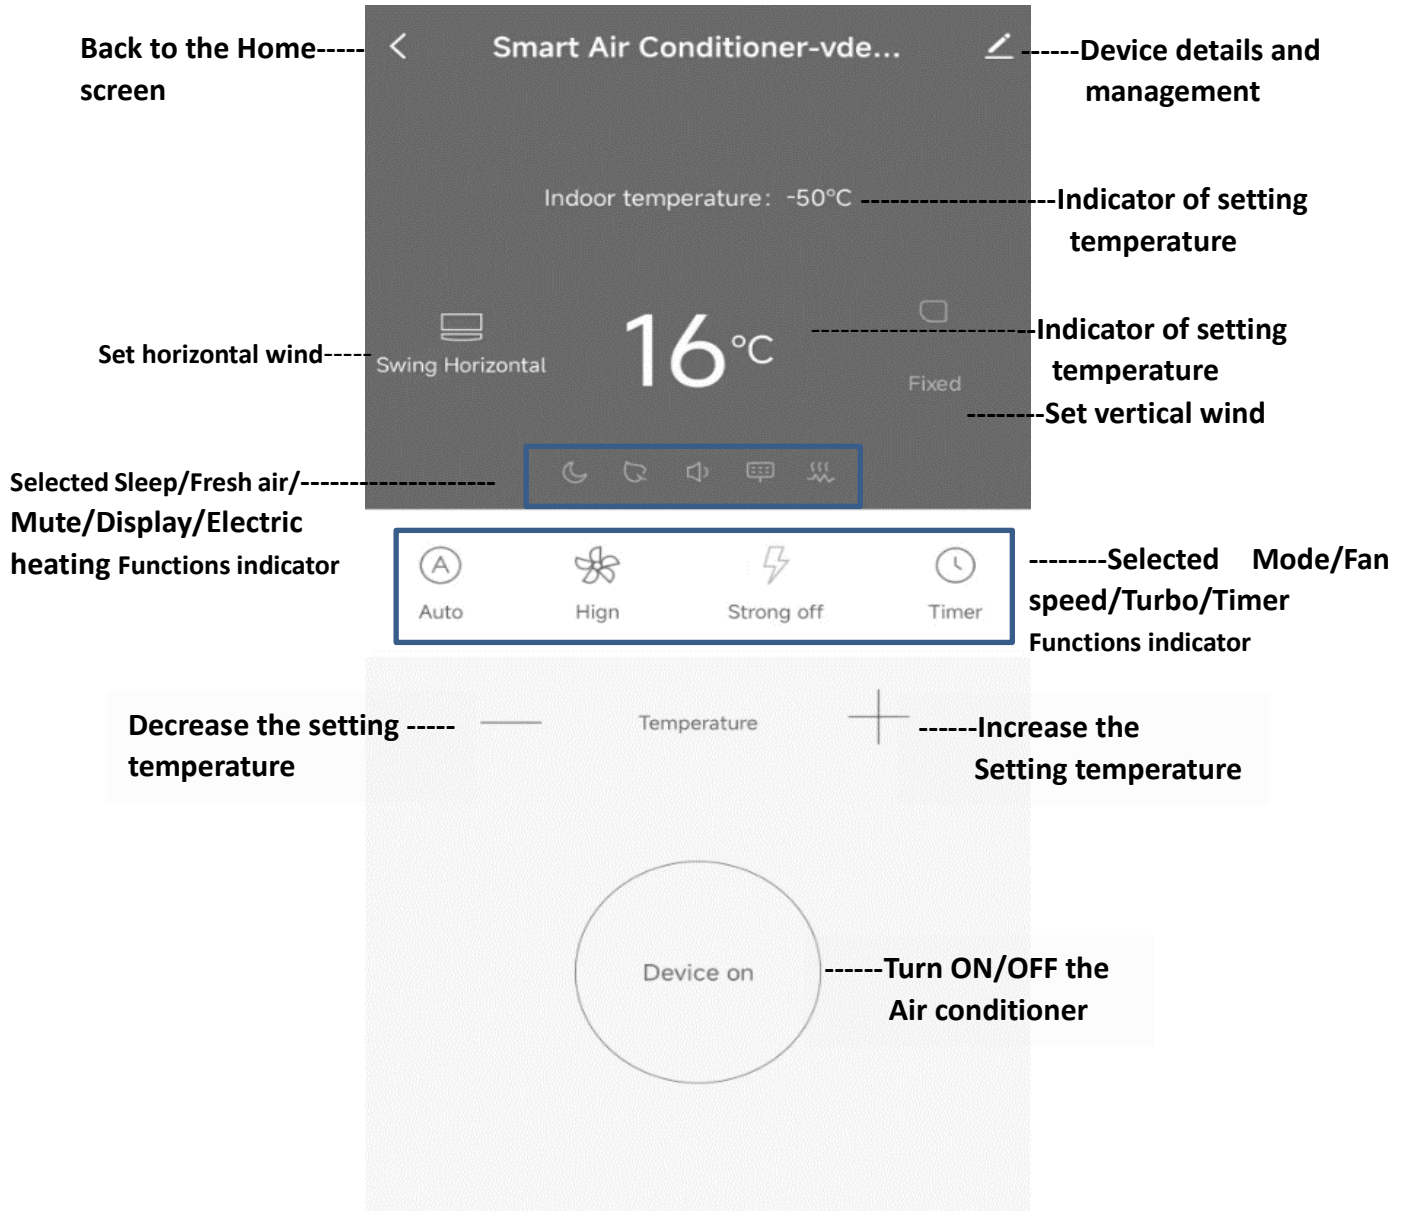 Back to the Home-----
screen
Smart Air Conditioner-vde...
------Device details and
management
Indoor temperature: -50°C
--------------------Indicator of setting
temperature
Set horizontal wind-----
Swing Horizontal
16°C
Fixed
-----------------------Indicator of setting
temperature
--------Set vertical wind
Selected Sleep/Fresh air/--------------------
Mute/Display/Electric
heating Functions indicator
A
Auto
Hign
Strong off
Timer
--------Selected Mode/Fan
speed/Turbo/Timer
Functions indicator
Decrease the setting -----
temperature
Temperature
------Increase the
Setting temperature
Device on
------Turn ON/OFF the
Air conditioner